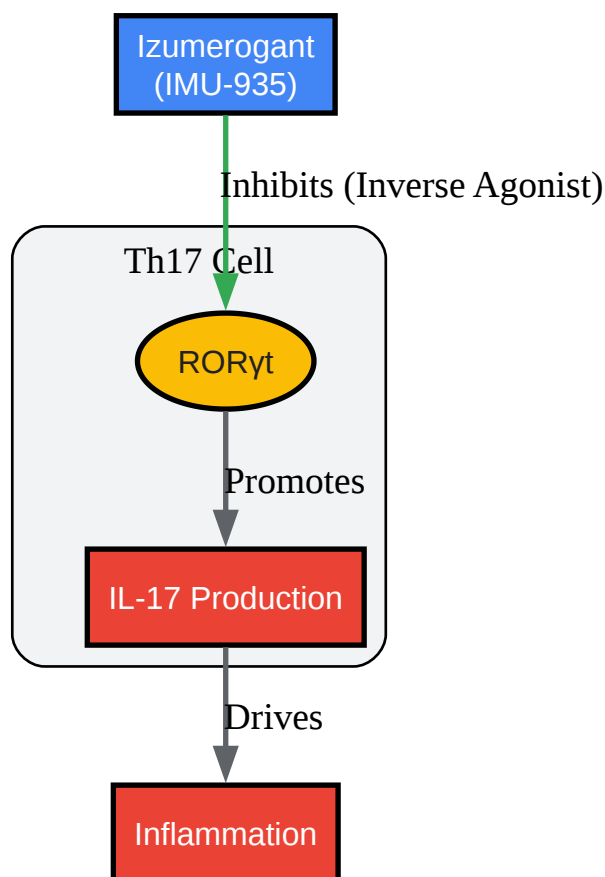 Izumerogant
(IMU-935)
Inhibits (Inverse Agonist)
Th17 Cell
RORγt
Promotes
IL-17 Production
Drives
Inflammation